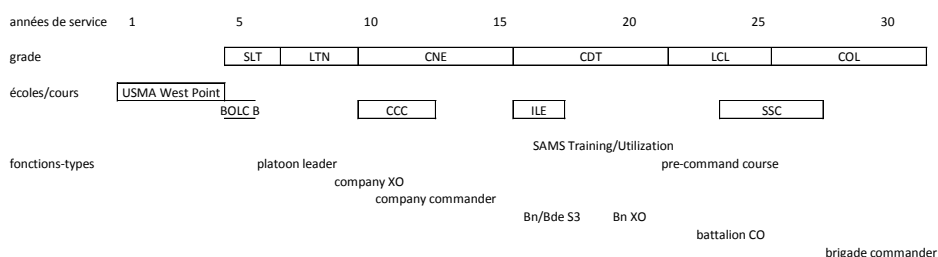 années de service 1 5 10 15 20 25 30
grade SLT LTN CNE CDT LCL COL
écoles/cours USMA West Point
BOLC B CCC ILE SSC
SAMS Training/Utilization
fonctions-types platoon leader pre-command course
company XO
company commander
Bn/Bde S3 Bn XO
battalion CO
brigade commander